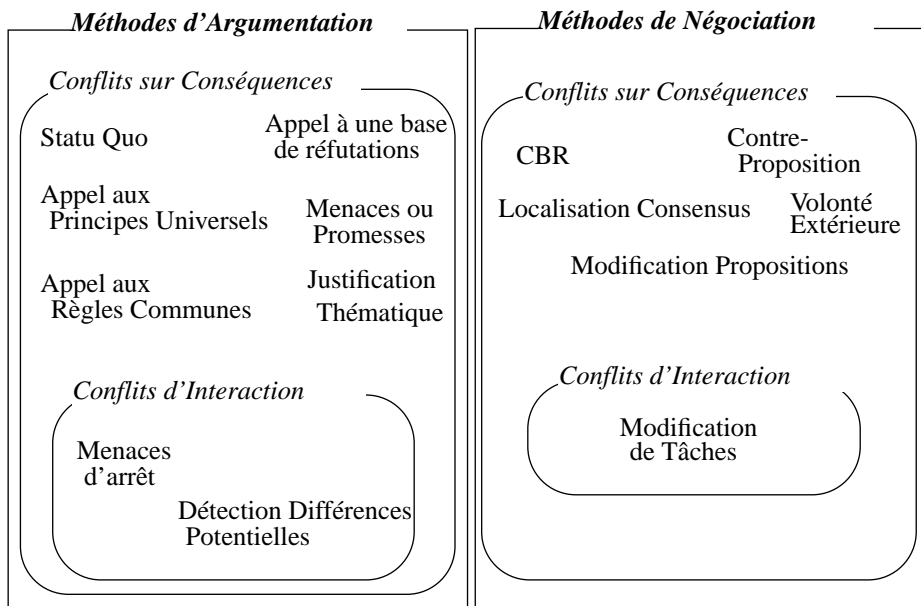 Méthodes d'Argumentation
Conflits sur Conséquences
Statu Quo
Appel à une base
de réfutations
Appel aux
Principes Universels
Menaces ou
Promesses
Appel aux
Règles Communes
Justification
Thématique
Conflits d'Interaction
Menaces
d'arrêt
Détection Différences
Potentielles
Méthodes de Négociation
Conflits sur Conséquences
CBR
Contre-
Proposition
Localisation Consensus
Volonté
Extérieure
Modification Propositions
Conflits d'Interaction
Modification
de Tâches